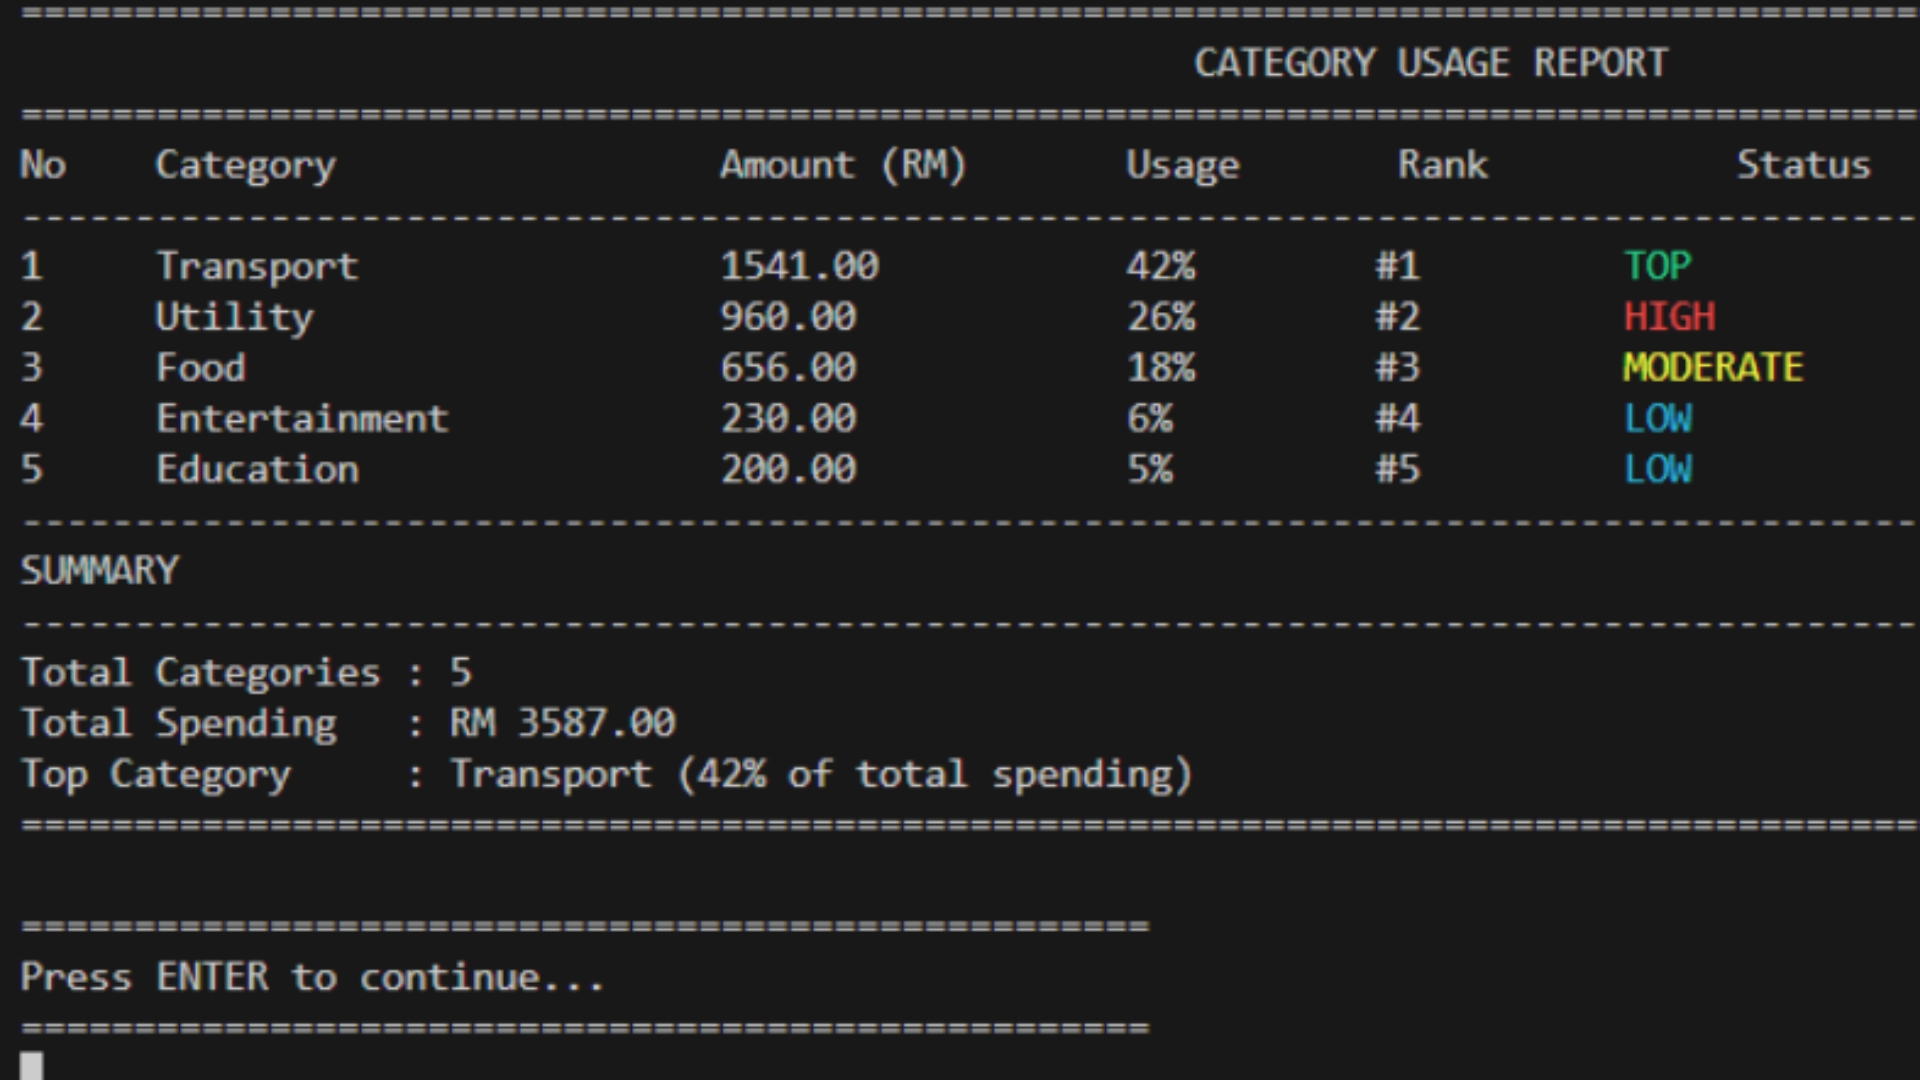 ================================================================================
CATEGORY USAGE REPORT
================================================================================
No Category Amount (RM) Usage Rank Status
--------------------------------------------------------------------------------
1 Transport 1541.00 42% #1 TOP
2 Utility 960.00 26% #2 HIGH
3 Food 656.00 18% #3 MODERATE
4 Entertainment 230.00 6% #4 LOW
5 Education 200.00 5% #5 LOW
--------------------------------------------------------------------------------
SUMMARY
--------------------------------------------------------------------------------
Total Categories : 5
Total Spending : RM 3587.00
Top Category : Transport (42% of total spending)
================================================================================
==================================================
Press ENTER to continue...
==================================================